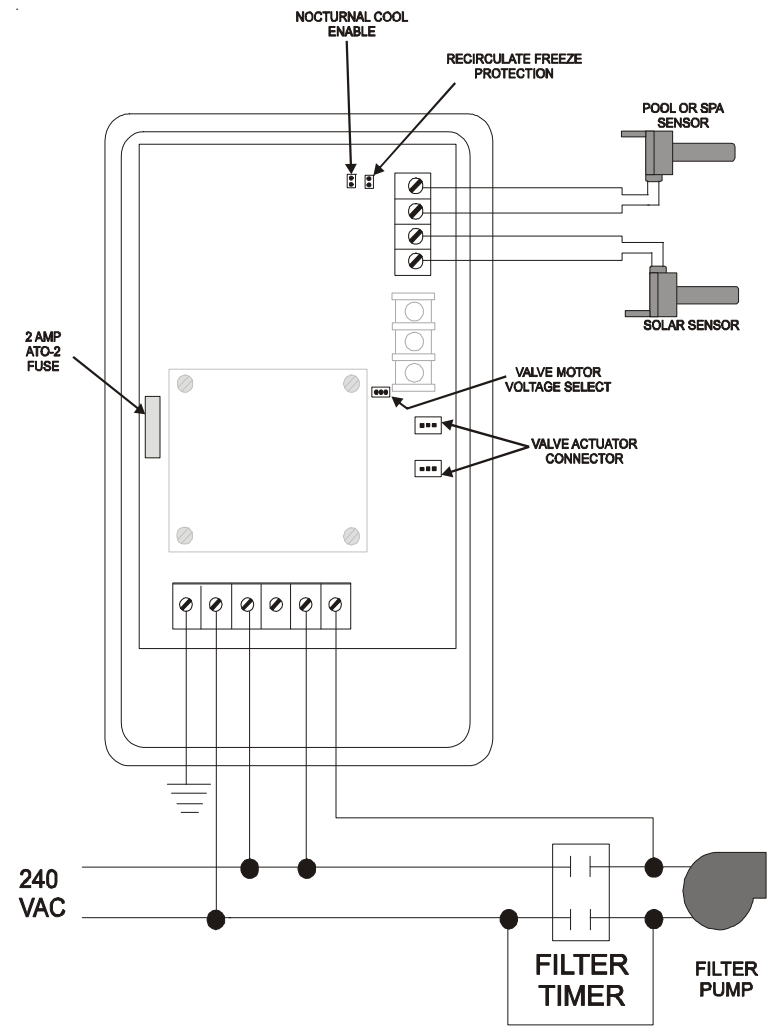 NOCTURNAL COOL
ENABLE
RECIRCULATE FREEZE
PROTECTION
POOL OR SPA
SENSOR
SOLAR SENSOR
2 AMP
ATO-2
FUSE
VALVE MOTOR
VOLTAGE SELECT
VALVE ACTUATOR
CONNECTOR
240
VAC
FILTER
TIMER
FILTER
PUMP